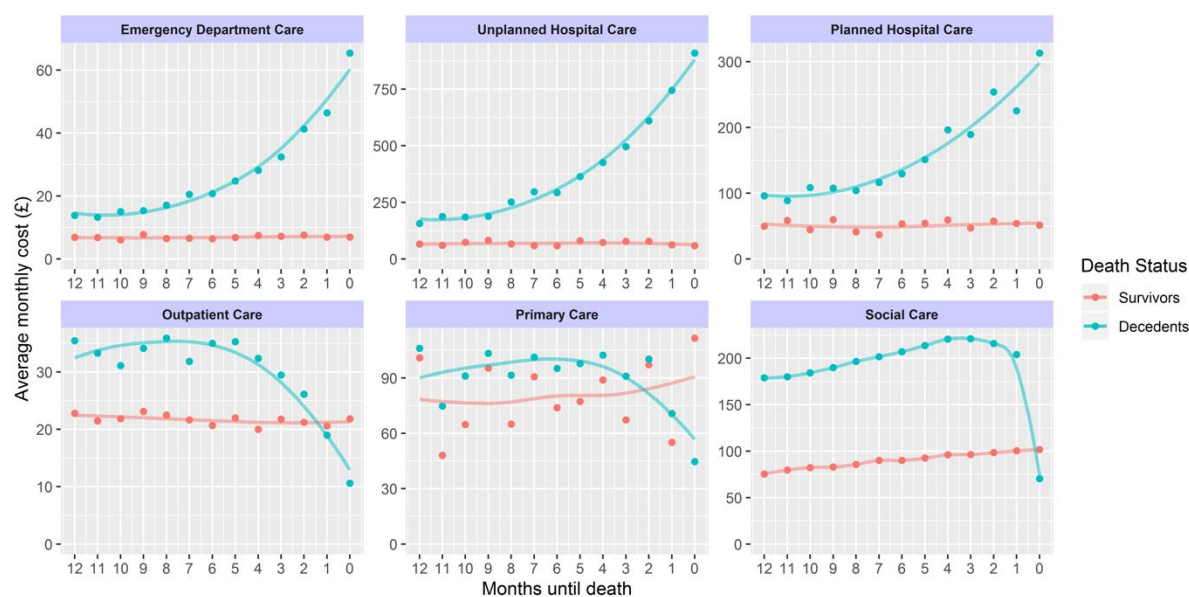 Emergency Department Care
Unplanned Hospital Care
Planned Hospital Care
60
40
20
0
750
500
250
0
300
200
100
0
12 11 10 9 8 7 6 5 4 3 2 1 0
12 11 10 9 8 7 6 5 4 3 2 1 0
12 11 10 9 8 7 6 5 4 3 2 1 0
Average monthly cost (£)
Outpatient Care
Primary Care
Social Care
30
20
10
0
90
60
30
0
200
150
100
50
0
12 11 10 9 8 7 6 5 4 3 2 1 0
12 11 10 9 8 7 6 5 4 3 2 1 0
12 11 10 9 8 7 6 5 4 3 2 1 0
Months until death
Death Status
Survivors
Decedents